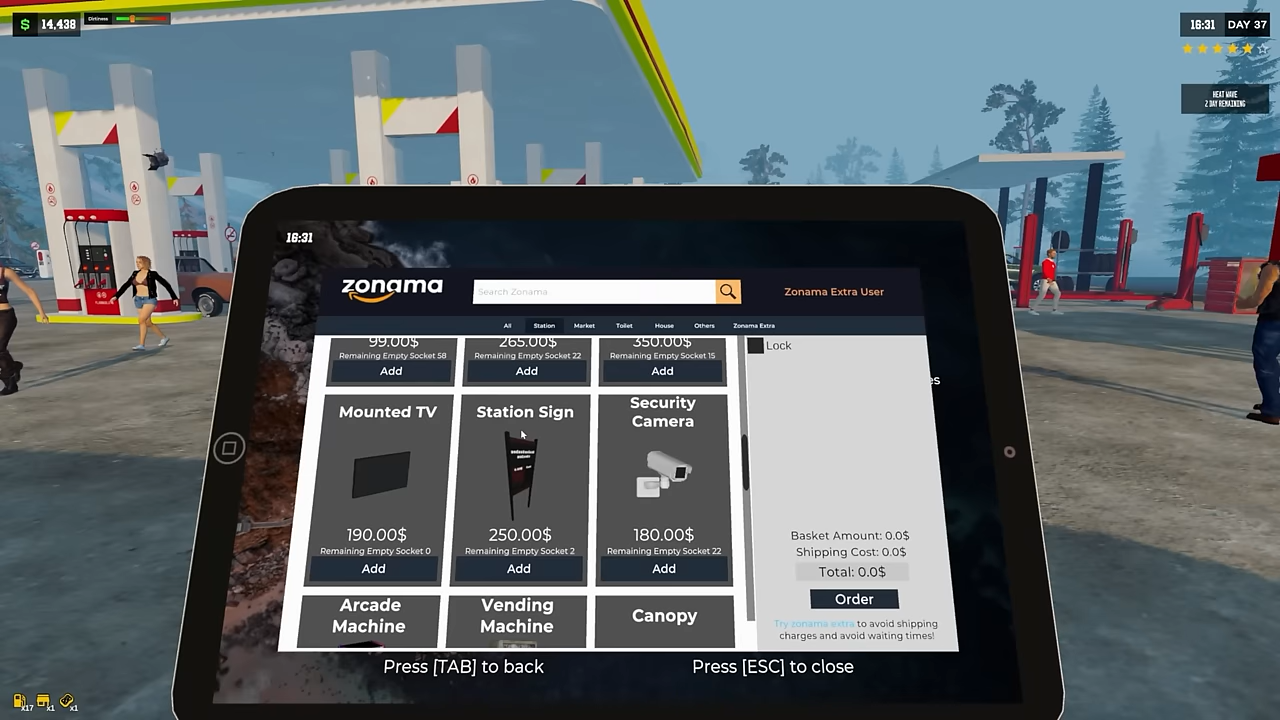 $ 14,438
Dirtiness
16:31 DAY 37
HEAT WAVE
2 DAY REMAINING
16:31
zonama
Search Zonama
Zonama Extra User
All Station Market Toilet House Others Zonama Extra
99.00$ 265.00$ 350.00$
Remaining Empty Socket 58 Remaining Empty Socket 22 Remaining Empty Socket 15
Add Add Add
Lock
es
Mounted TV
Station Sign
Security
Camera
190.00$ 250.00$ 180.00$
Remaining Empty Socket 0 Remaining Empty Socket 2 Remaining Empty Socket 22
Add Add Add
Arcade
Machine
Vending
Machine
Canopy
Basket Amount: 0.0$
Shipping Cost: 0.0$
Total: 0.0$
Order
Try zonama extra to avoid shipping
charges and avoid waiting times!
Press [TAB] to back
Press [ESC] to close
x17 x1 x1